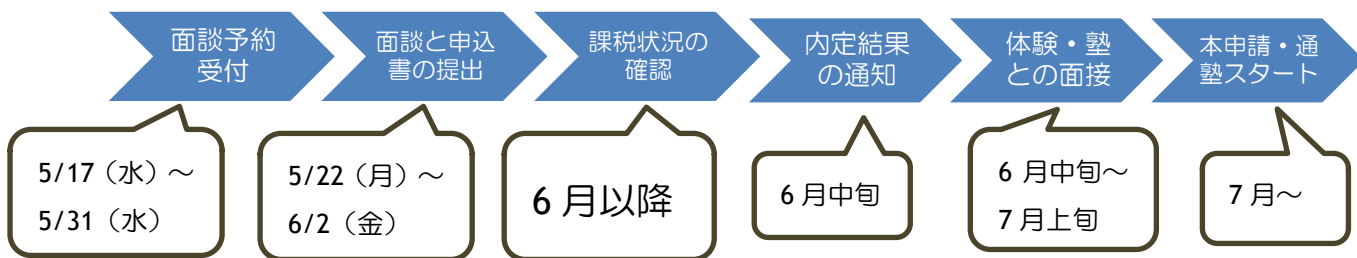 面談予約
受付
面談と申込
書の提出
課税状況の
確認
内定結果
の通知
体験・塾
との面接
本申請・通
塾スタート
5/17（水）～
5/31（水）
5/22（月）～
6/2（金）
6月以降
6月中旬
6月中旬～
7月上旬
7月～